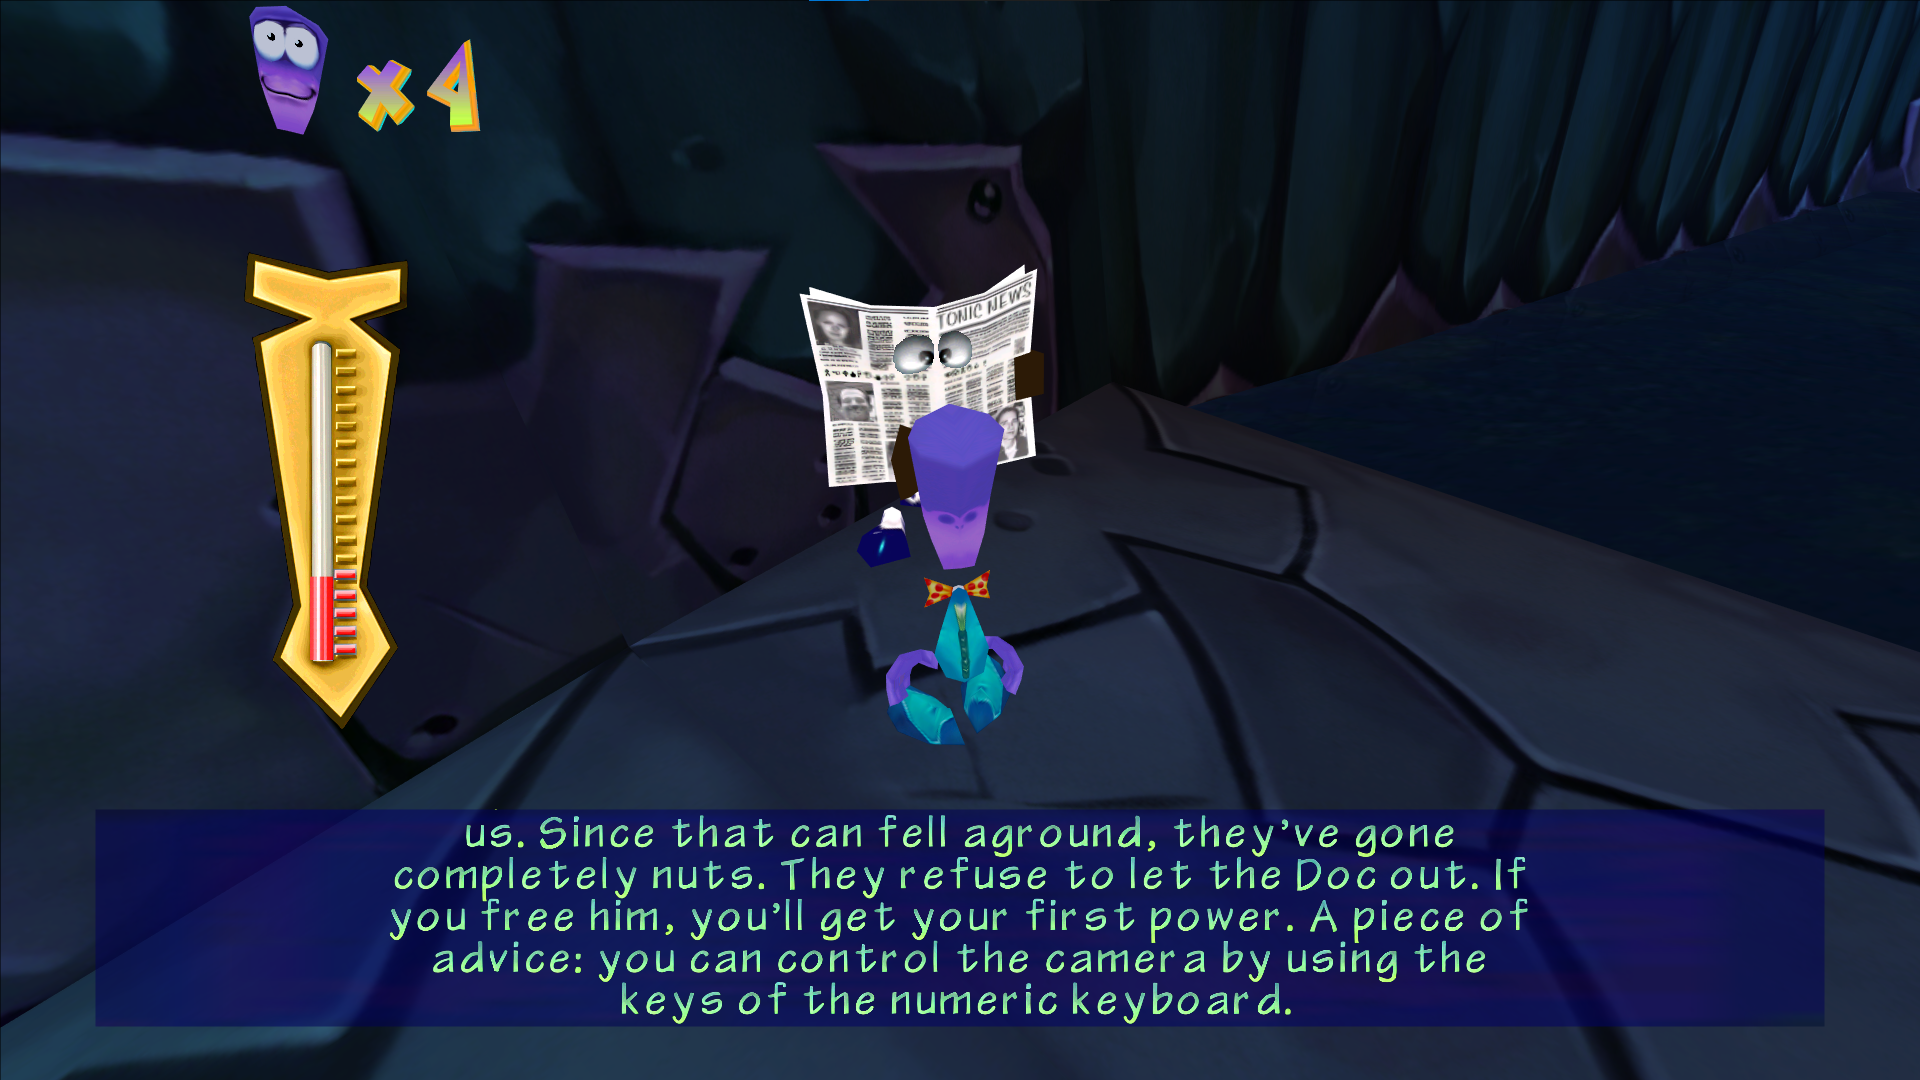 x4
TONIC NEWS
us. Since that can fell aground, they've gone
completely nuts. They refuse to let the Doc out. If
you free him, you'll get your first power. A piece of
advice: you can control the camera by using the
keys of the numeric keyboard.